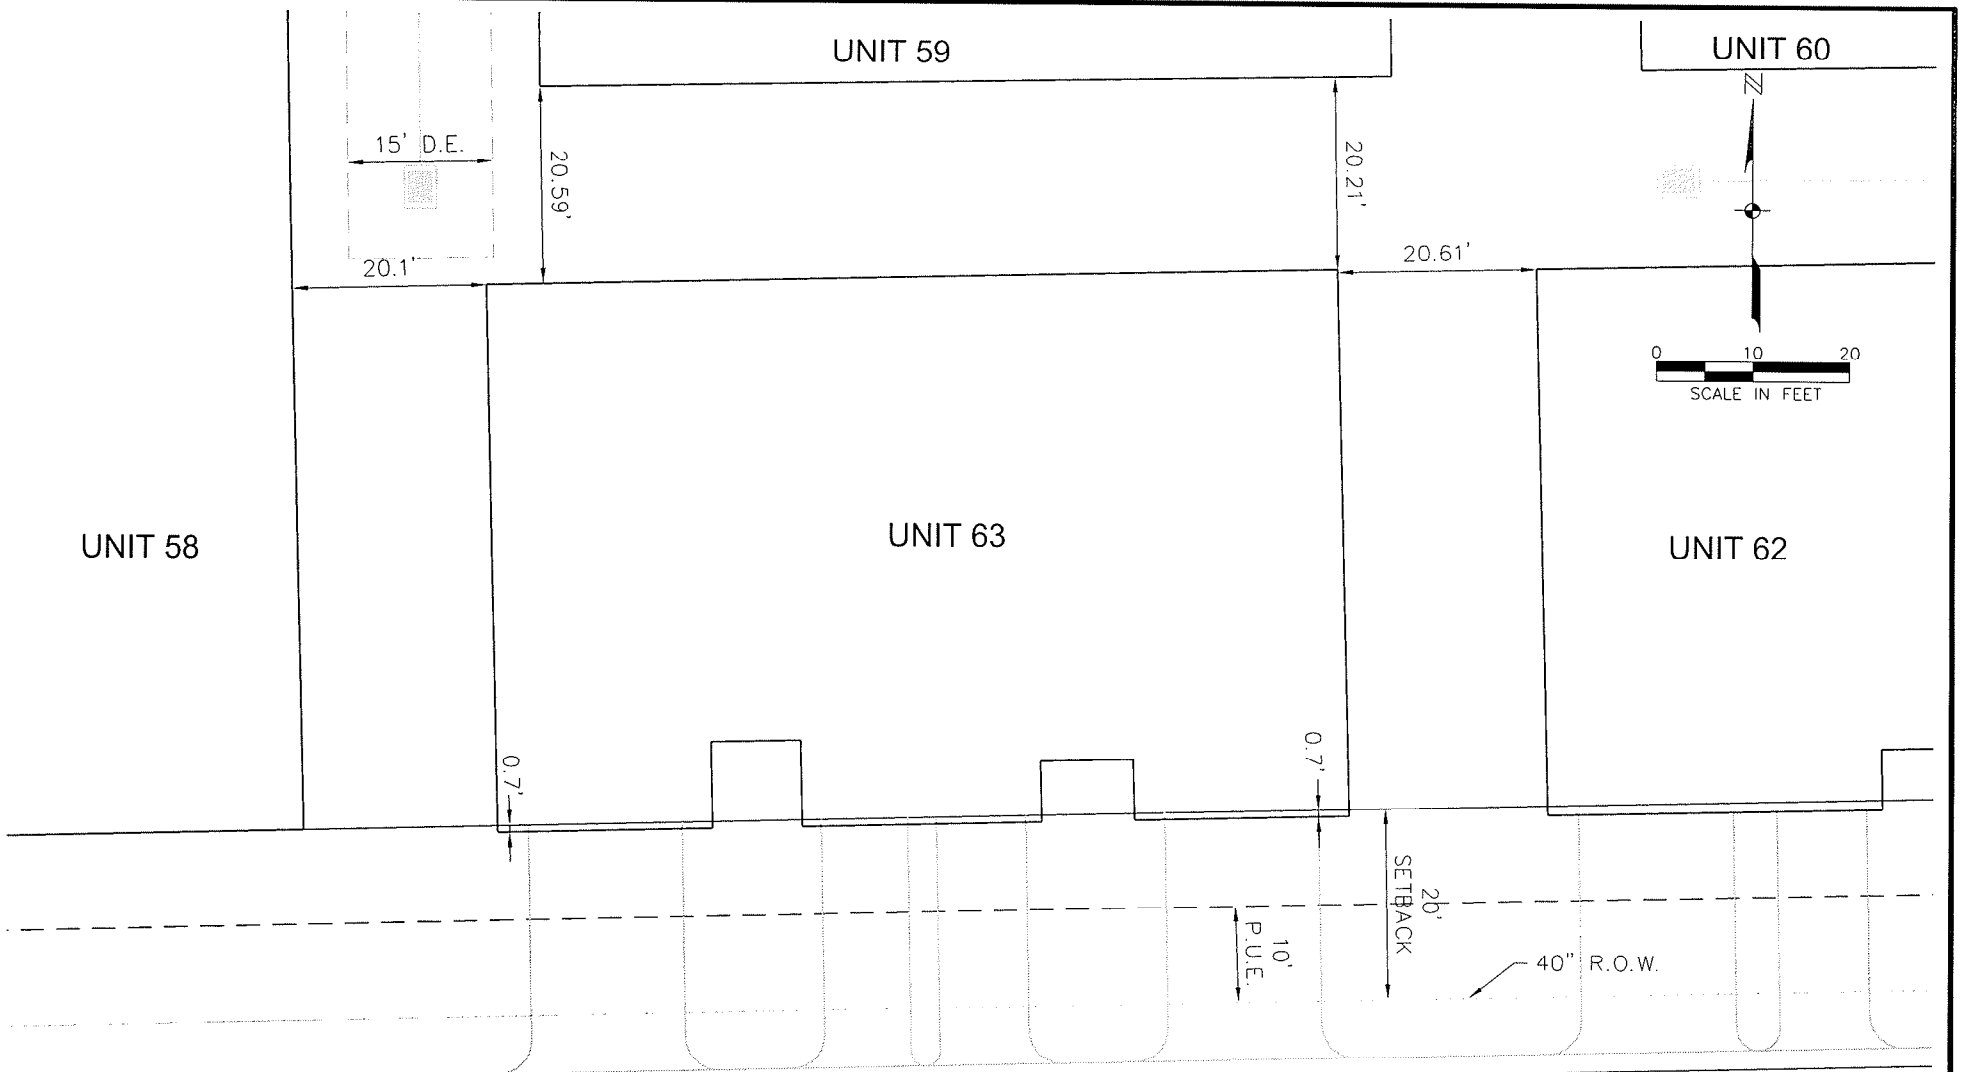 UNIT 59
UNIT 60
N
15' D.E.
20.59'
20.21'
20.1'
20.61'
0 10 20
SCALE IN FEET
UNIT 58
UNIT 63
UNIT 62
0.7'
0.7'
20'
SETBACK
10'
P.U.E.
40" R.O.W.